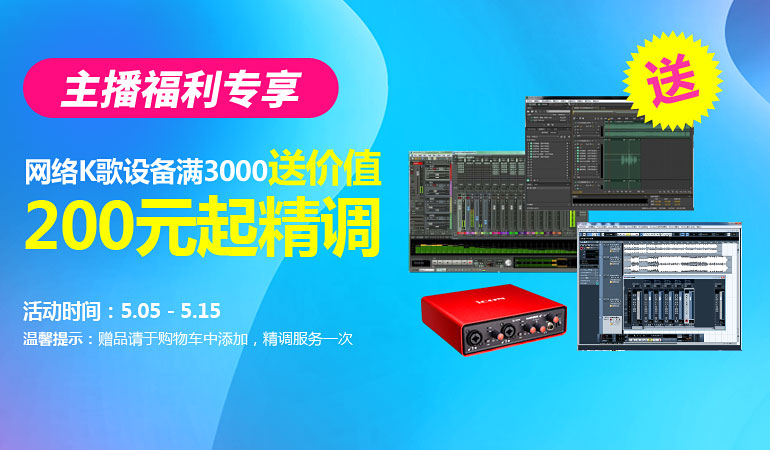 主播福利专享
送
网络K歌设备满3000送价值
200元起精调
活动时间：5.05 - 5.15
温馨提示：赠品请于购物车中添加，精调服务一次
iCON